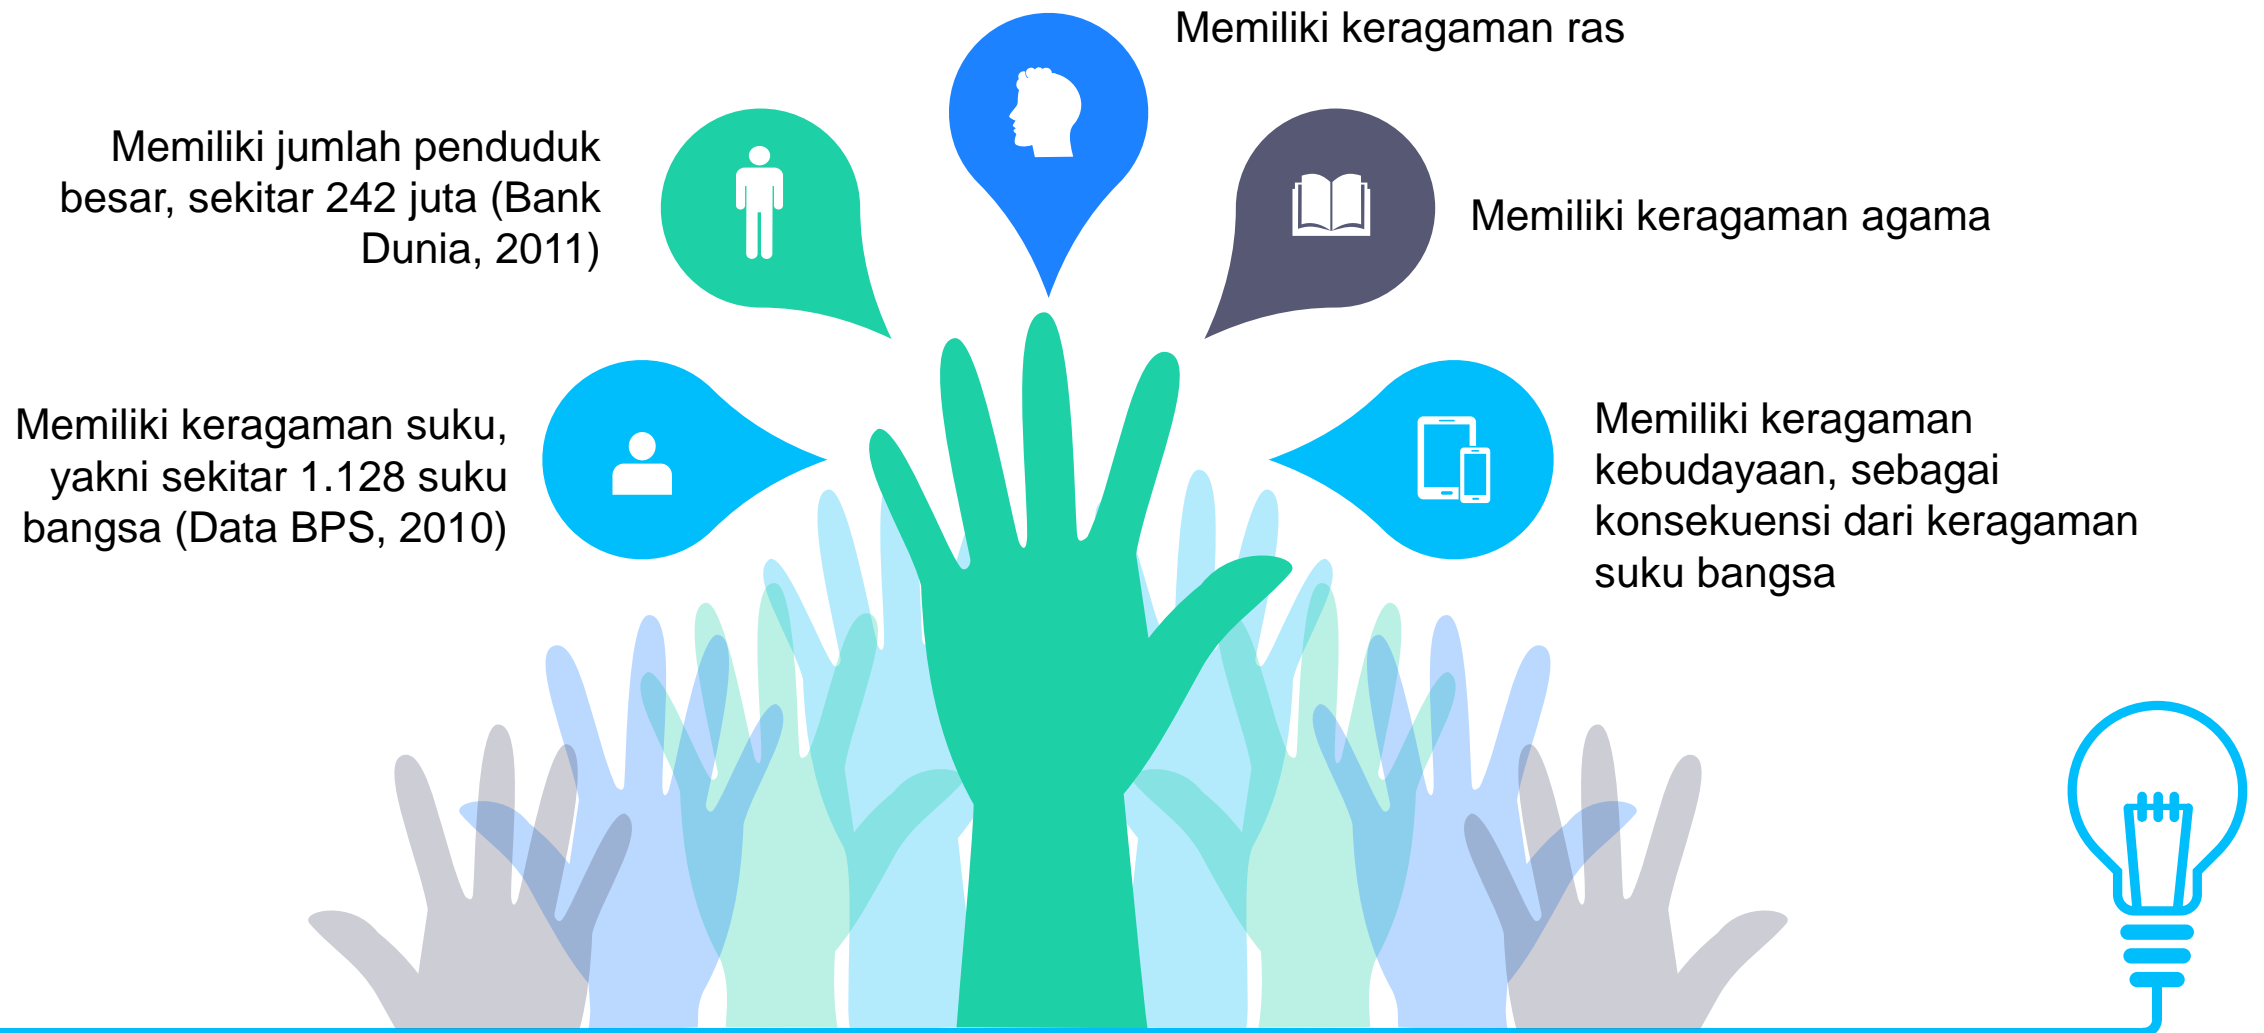 Memiliki keragaman ras
Memiliki jumlah penduduk
besar, sekitar 242 juta (Bank
Dunia, 2011)
Memiliki keragaman agama
Memiliki keragaman suku,
yakni sekitar 1.128 suku
bangsa (Data BPS, 2010)
Memiliki keragaman
kebudayaan, sebagai
konsekuensi dari keragaman
suku bangsa